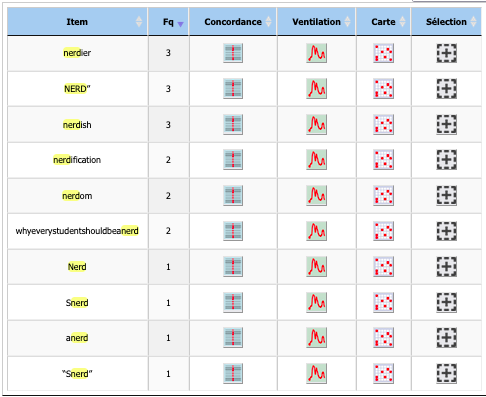 Item Fq Concordance Ventilation Carte Sélection
nerdier 3
NERD” 3
nerdish 3
nerdification 2
nerdom 2
whyeverystudentshouldbeanerd 2
Nerd 1
Snerd 1
anerd 1
“Snerd” 1